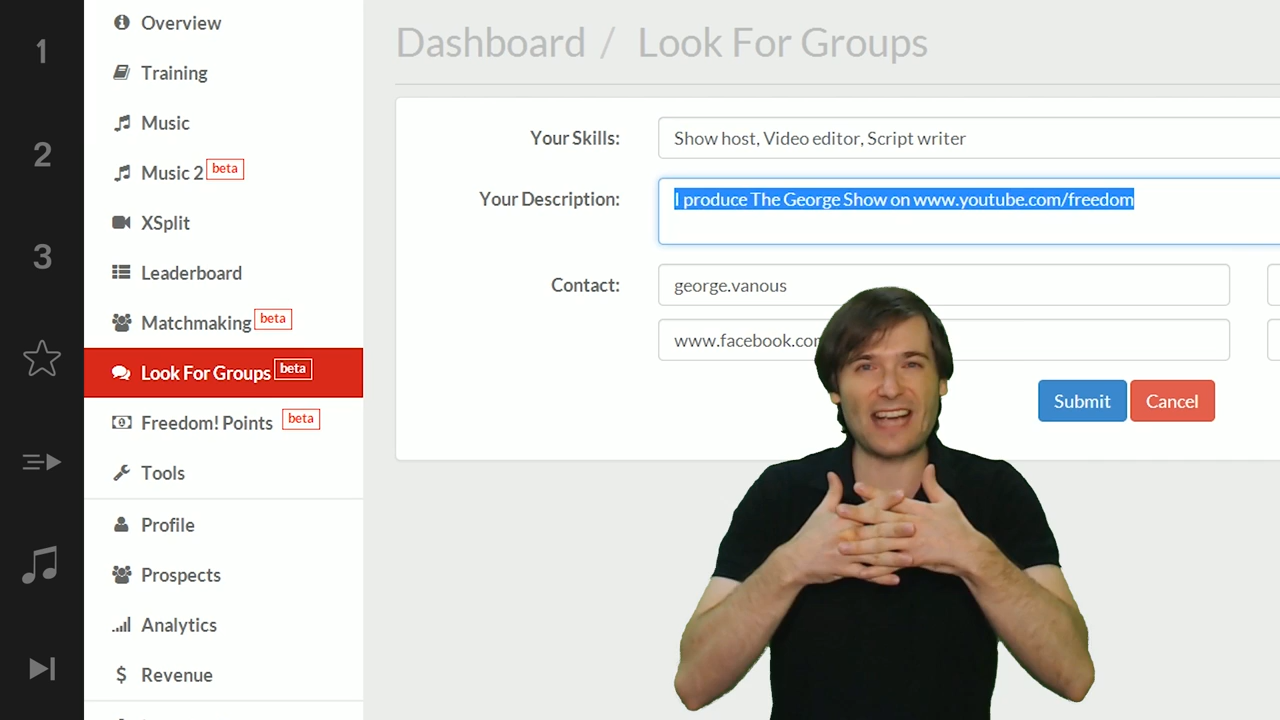 1
2
3
Overview
Training
Music
Music 2 beta
XSplit
Leaderboard
Matchmaking beta
Look For Groups beta
Freedom! Points beta
Tools
Profile
Prospects
Analytics
$ Revenue
Dashboard / Look For Groups
Your Skills: Show host, Video editor, Script writer
Your Description: I produce The George Show on www.youtube.com/freedom
Contact: george.vanous
www.facebook.com
Submit Cancel